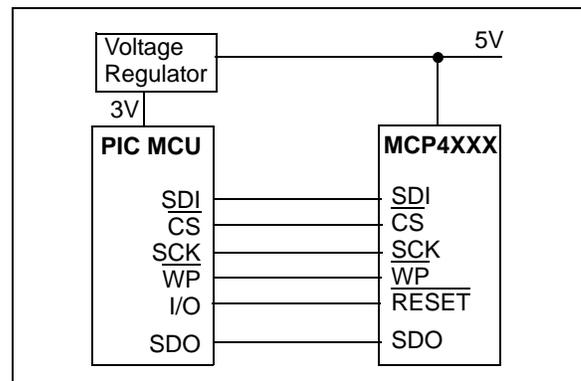 Voltage
Regulator
5V
3V
PIC MCU
MCP4XXX
SDI
SDI
CS
CS
SCK
SCK
WP
WP
I/O
RESET
SDO
SDO